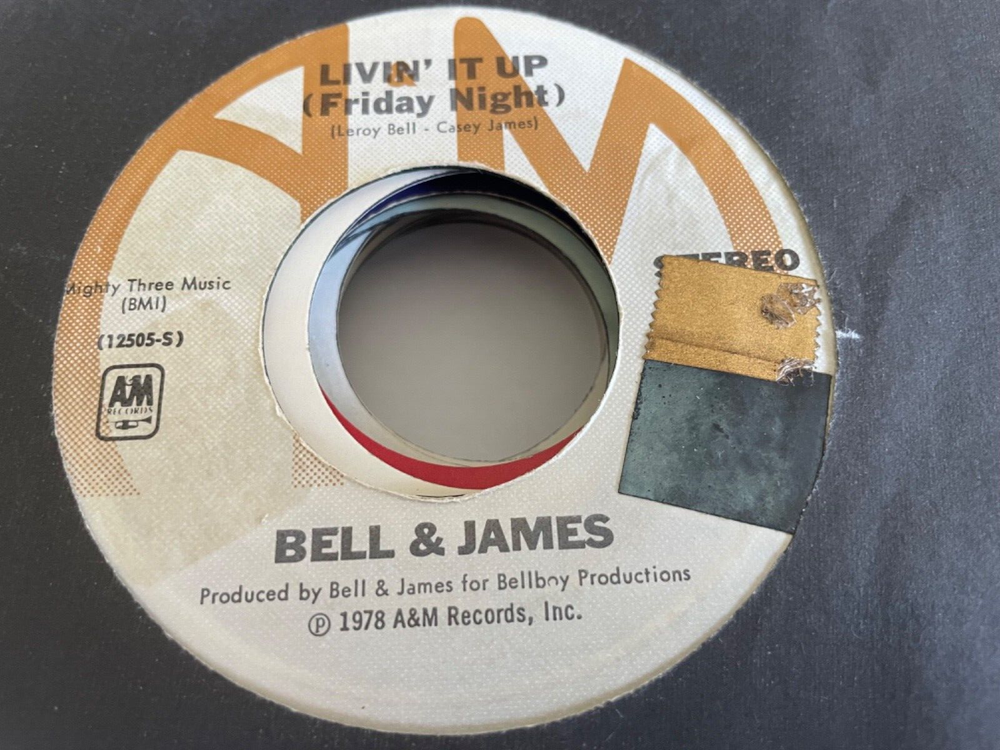 LIVIN' IT UP
(Friday Night)
(Leroy Bell - Casey James)
STEREO
Mighty Three Music
(BMI)
(12505-S)
A&M
RECORDS
BELL & JAMES
Produced by Bell & James for Bellboy Productions
Ⓟ 1978 A&M Records, Inc.